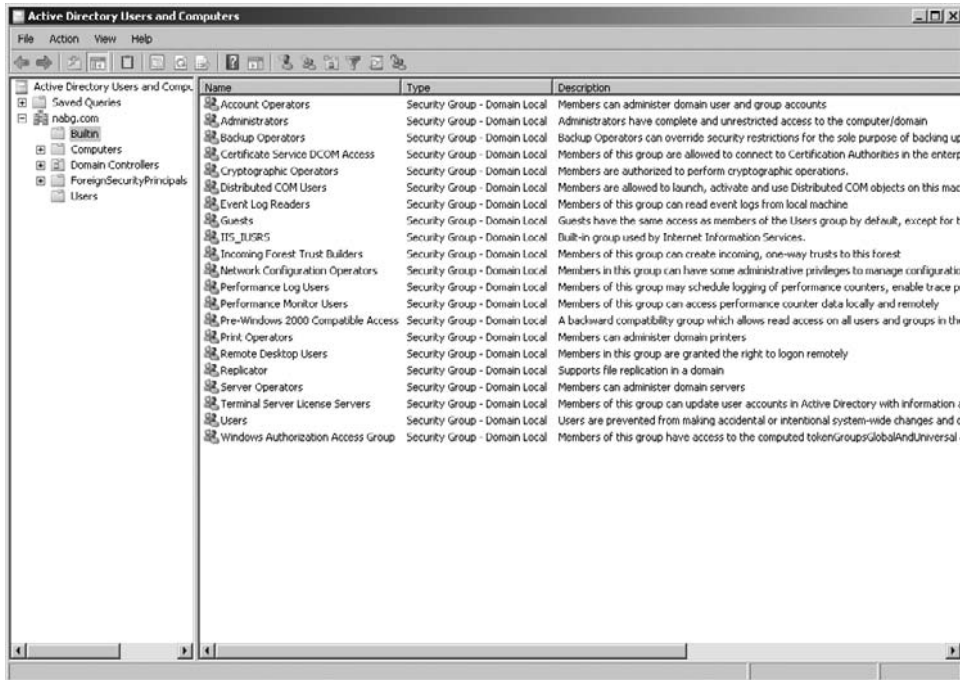 Active Directory Users and Computers
File Action View Help
Active Directory Users and Compu
Saved Queries
nabg.com
Builtin
Computers
Domain Controllers
ForeignSecurityPrincipals
Users
Name Type Description
Account Operators Security Group - Domain Local Members can administer domain user and group accounts
Administrators Security Group - Domain Local Administrators have complete and unrestricted access to the computer/domain
Backup Operators Security Group - Domain Local Backup Operators can override security restrictions for the sole purpose of backing up
Certificate Service DCOM Access Security Group - Domain Local Members of this group are allowed to connect to Certification Authorities in the enterp
Cryptographic Operators Security Group - Domain Local Members are authorized to perform cryptographic operations.
Distributed COM Users Security Group - Domain Local Members are allowed to launch, activate and use Distributed COM objects on this mac
Event Log Readers Security Group - Domain Local Members of this group can read event logs from local machine
Guests Security Group - Domain Local Guests have the same access as members of the Users group by default, except for t
IIS_IUSRS Security Group - Domain Local Built-in group used by Internet Information Services.
Incoming Forest Trust Builders Security Group - Domain Local Members of this group can create incoming, one-way trusts to this forest
Network Configuration Operators Security Group - Domain Local Members in this group can have some administrative privileges to manage configuratio
Performance Log Users Security Group - Domain Local Members of this group may schedule logging of performance counters, enable trace p
Performance Monitor Users Security Group - Domain Local Members of this group can access performance counter data locally and remotely
Pre-Windows 2000 Compatible Access Security Group - Domain Local A backward compatibility group which allows read access on all users and groups in the
Print Operators Security Group - Domain Local Members can administer domain printers
Remote Desktop Users Security Group - Domain Local Members in this group are granted the right to logon remotely
Replicator Security Group - Domain Local Supports file replication in a domain
Server Operators Security Group - Domain Local Members can administer domain servers
Terminal Server License Servers Security Group - Domain Local Members of this group can update user accounts in Active Directory with information a
Users Security Group - Domain Local Users are prevented from making accidental or intentional system-wide changes and c
Windows Authorization Access Group Security Group - Domain Local Members of this group have access to the computed tokenGroupsGlobalAndUniversal